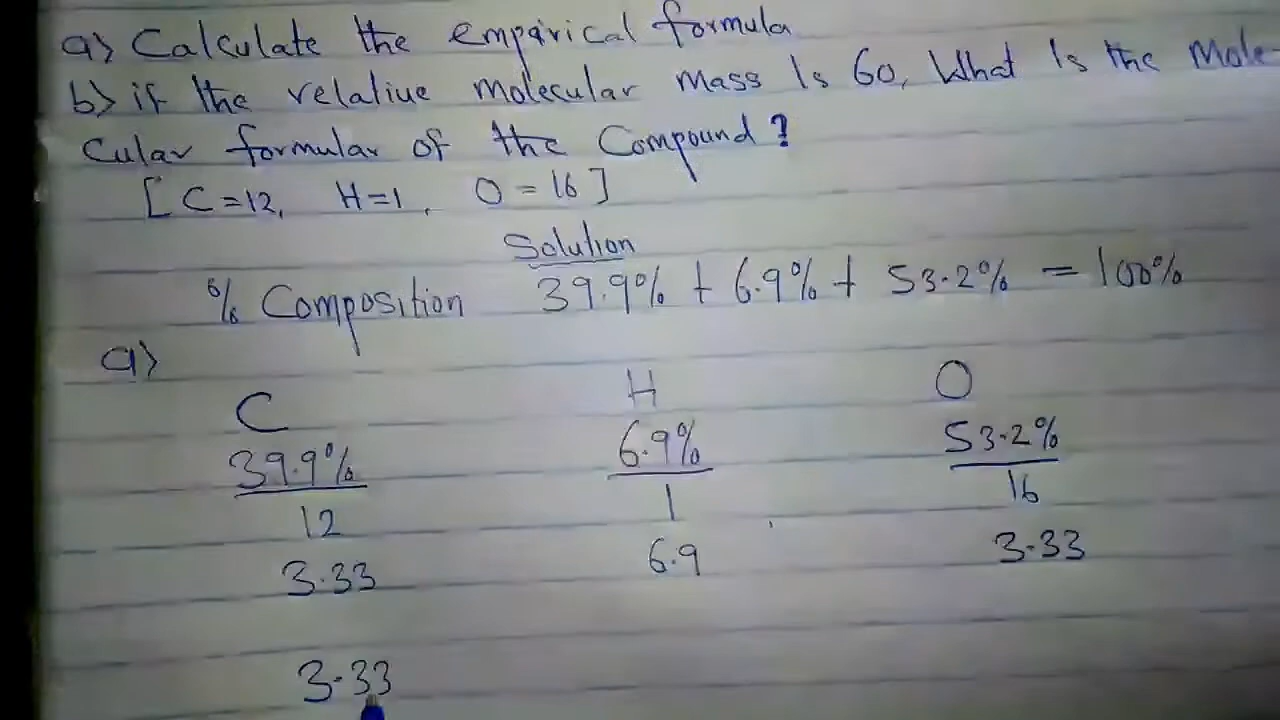 a) Calculate the empirical formula
b) if the relative molecular mass Is 60, What Is the Mole-
cular formular of the Compound?
[C=12, H=1, O=16]
Solution
% Composition 39.9% + 6.9% + 53.2% = 100%
a)
C H O
39.9% 6.9% 53.2%
12 1 16
3.33 6.9 3.33
3.33